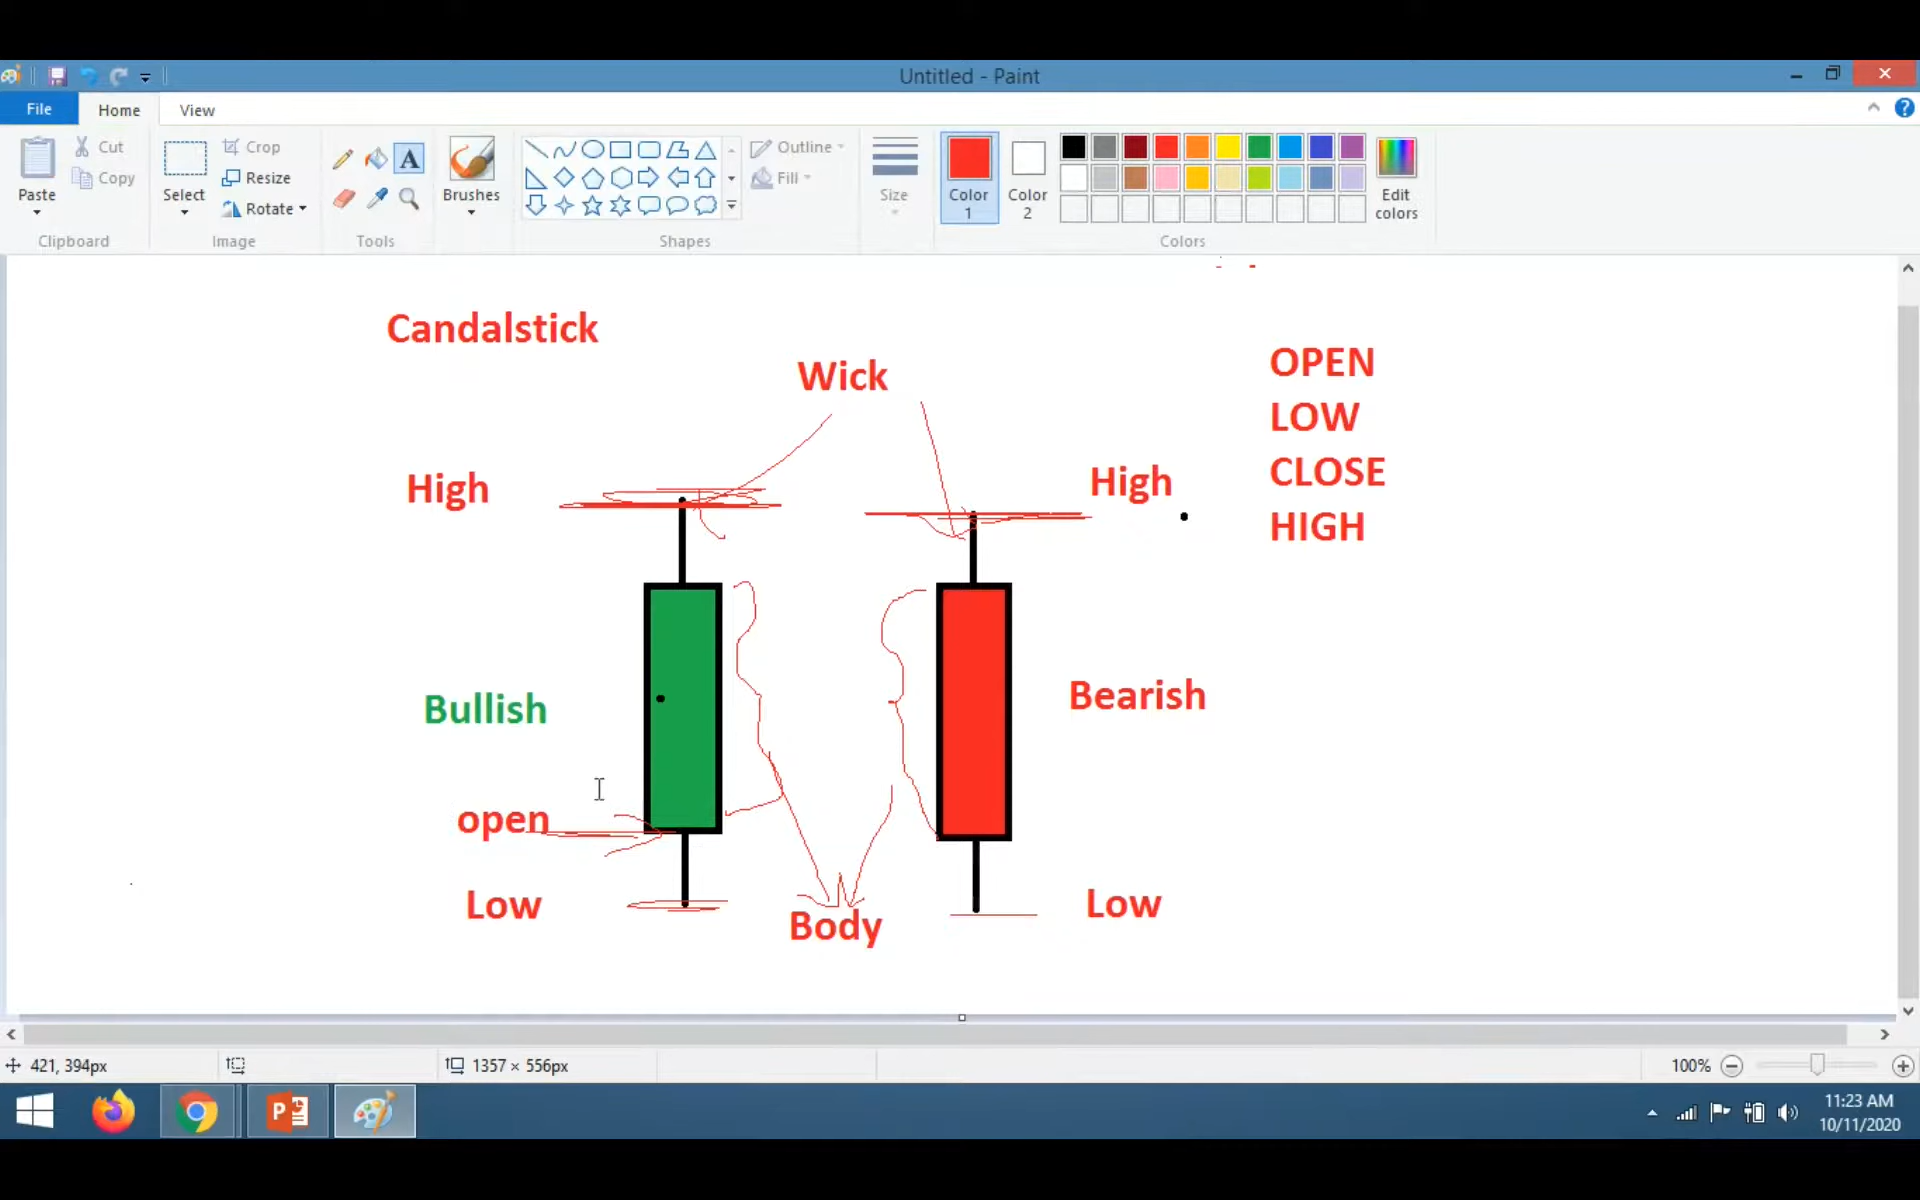 Untitled - Paint
File
Home
View
Paste
Cut
Copy
Clipboard
Select
Crop
Resize
Rotate
Image
A
Tools
Brushes
Shapes
Outline
Fill
Size
Color 1
Color 2
Edit colors
Colors
Candalstick
Wick
OPEN
LOW
CLOSE
HIGH
High
High
Bullish
Bearish
open
Low
Body
Low
421, 394px
1357 × 556px
100%
11:23 AM
10/11/2020